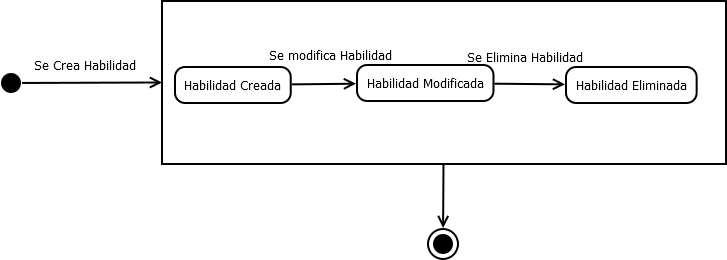 Se Crea Habilidad
Se modifica Habilidad
Se Elimina Habilidad
Habilidad Creada
Habilidad Modificada
Habilidad Eliminada